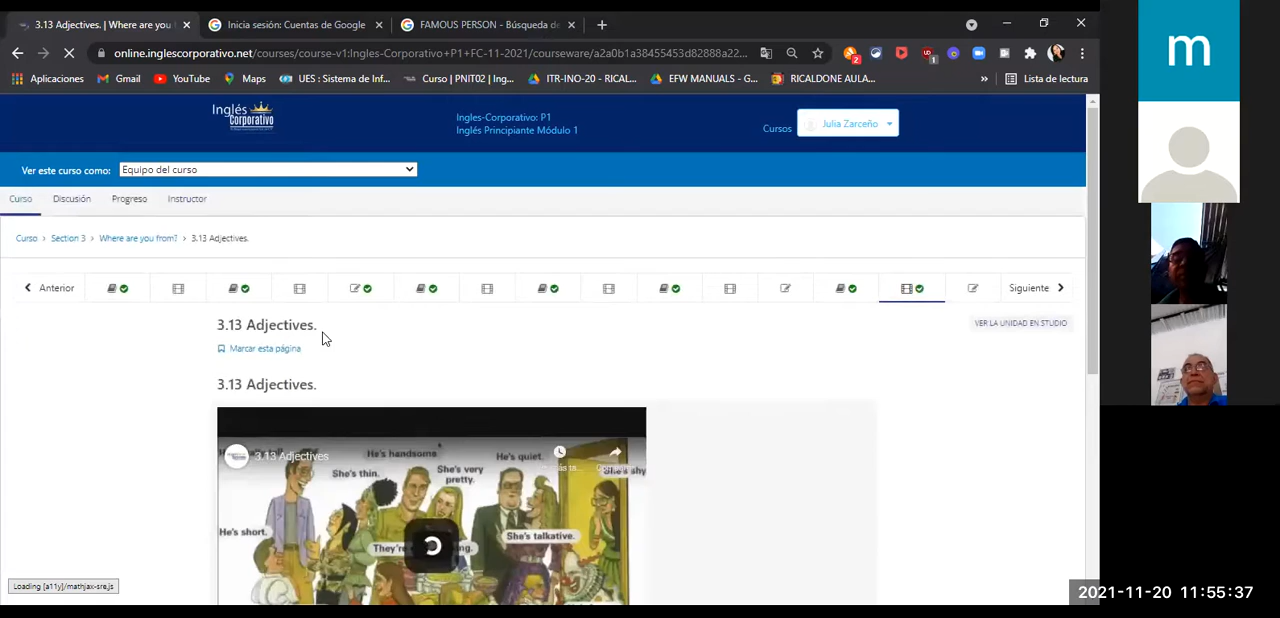 3.13 Adjectives. | Where are you
Inicia sesión: Cuentas de Google
FAMOUS PERSON - Búsqueda de
online.inglescorporativo.net/courses/course-v1:Ingles-Corporativo+P1+FC-11-2021/courseware/a2a0b1a38455453d82888a22...
Aplicaciones
Gmail
YouTube
Maps
UES : Sistema de Inf...
Curso | PNIT02 | Ing...
ITR-INO-20 - RICAL...
EFW MANUALS - G...
RICALDONE AULA...
»
Lista de lectura
Inglés
Corporativo
Ingles-Corporativo: P1
Inglés Principiante Módulo 1
Cursos
Julia Zarceño
Ver este curso como:
Equipo del curso
Curso
Discusión
Progreso
Instructor
Curso > Section 3 > Where are you from? > 3.13 Adjectives.
Anterior
Siguiente
3.13 Adjectives.
VER LA UNIDAD EN STUDIO
Marcar esta página
3.13 Adjectives.
3.13 Adjectives
He's handsome.
He's quiet.
She's thin.
She's very
pretty.
She's shy
He's short.
She's talkative.
Loading [a11y]/mathjax-sre.js
m
2021-11-20 11:55:37